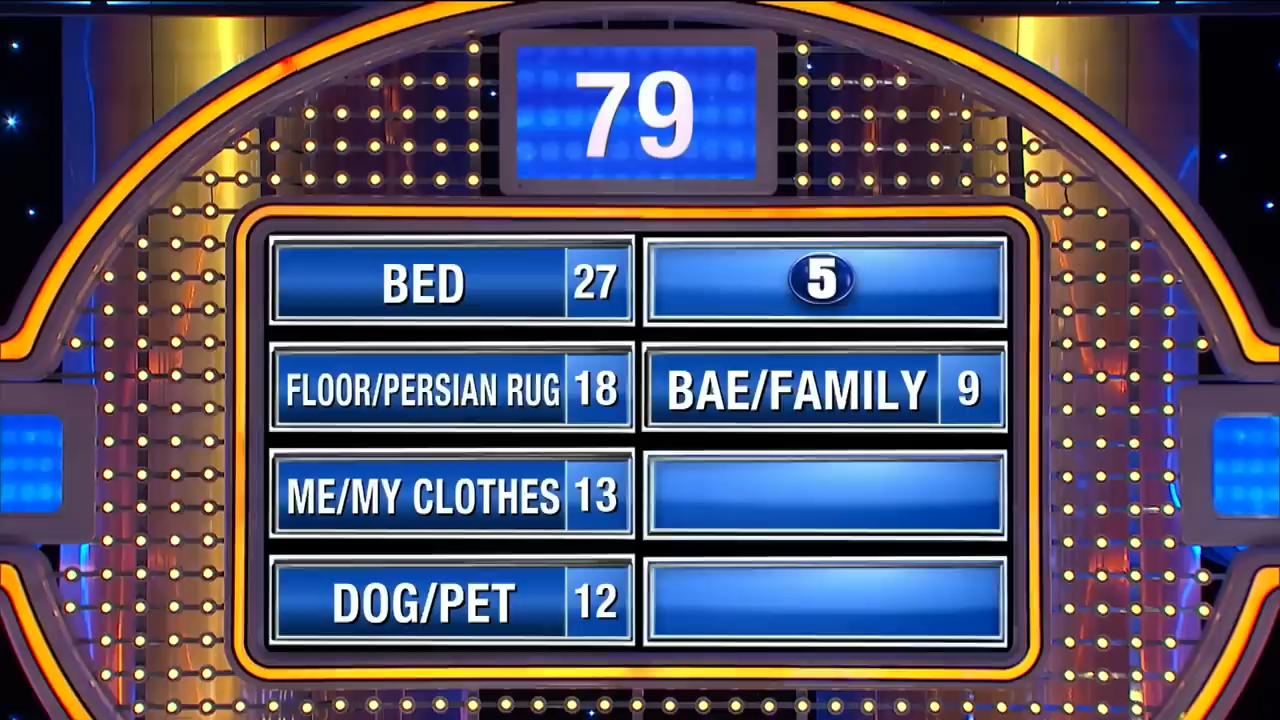 79
BED 27
5
FLOOR/PERSIAN RUG 18
BAE/FAMILY 9
ME/MY CLOTHES 13
DOG/PET 12